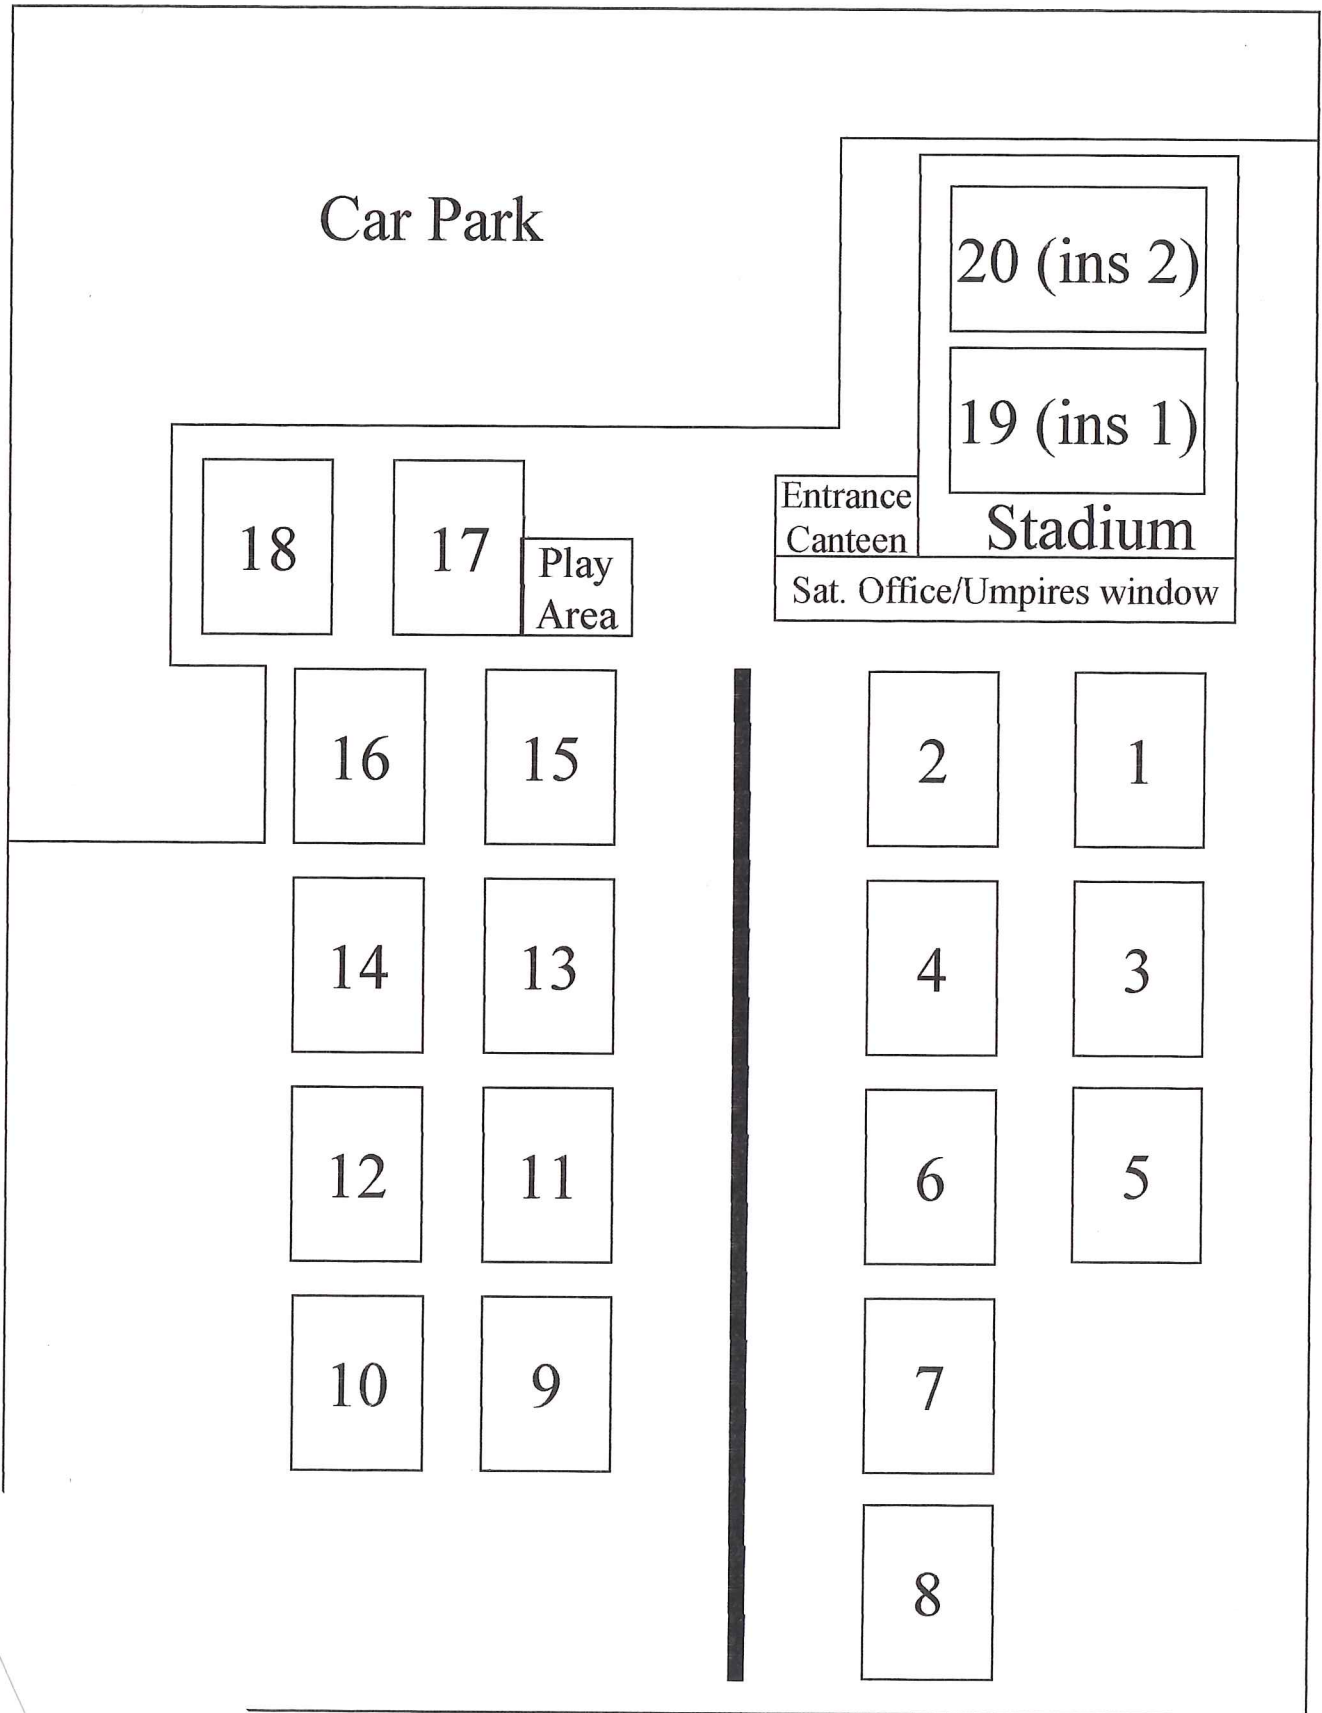 Car Park
20 (ins 2)
19 (ins 1)
Entrance
Canteen
Stadium
Sat. Office/Umpires window
18
17
Play
Area
16
15
2
1
14
13
4
3
12
11
6
5
10
9
7
8